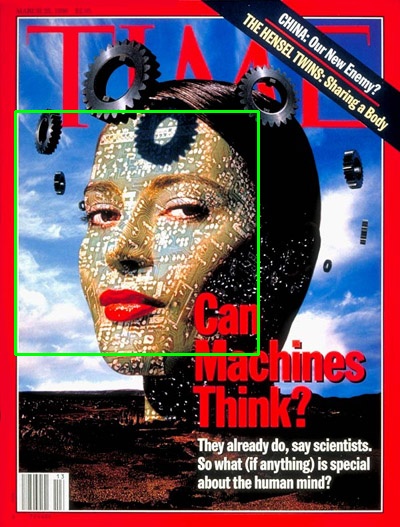 TIME
CHINA: Our New Enemy?
THE HENSEL TWINS: Sharing a Body
Can
Machines
Think?
They already do, say scientists.
So what (if anything) is special
about the human mind?
13